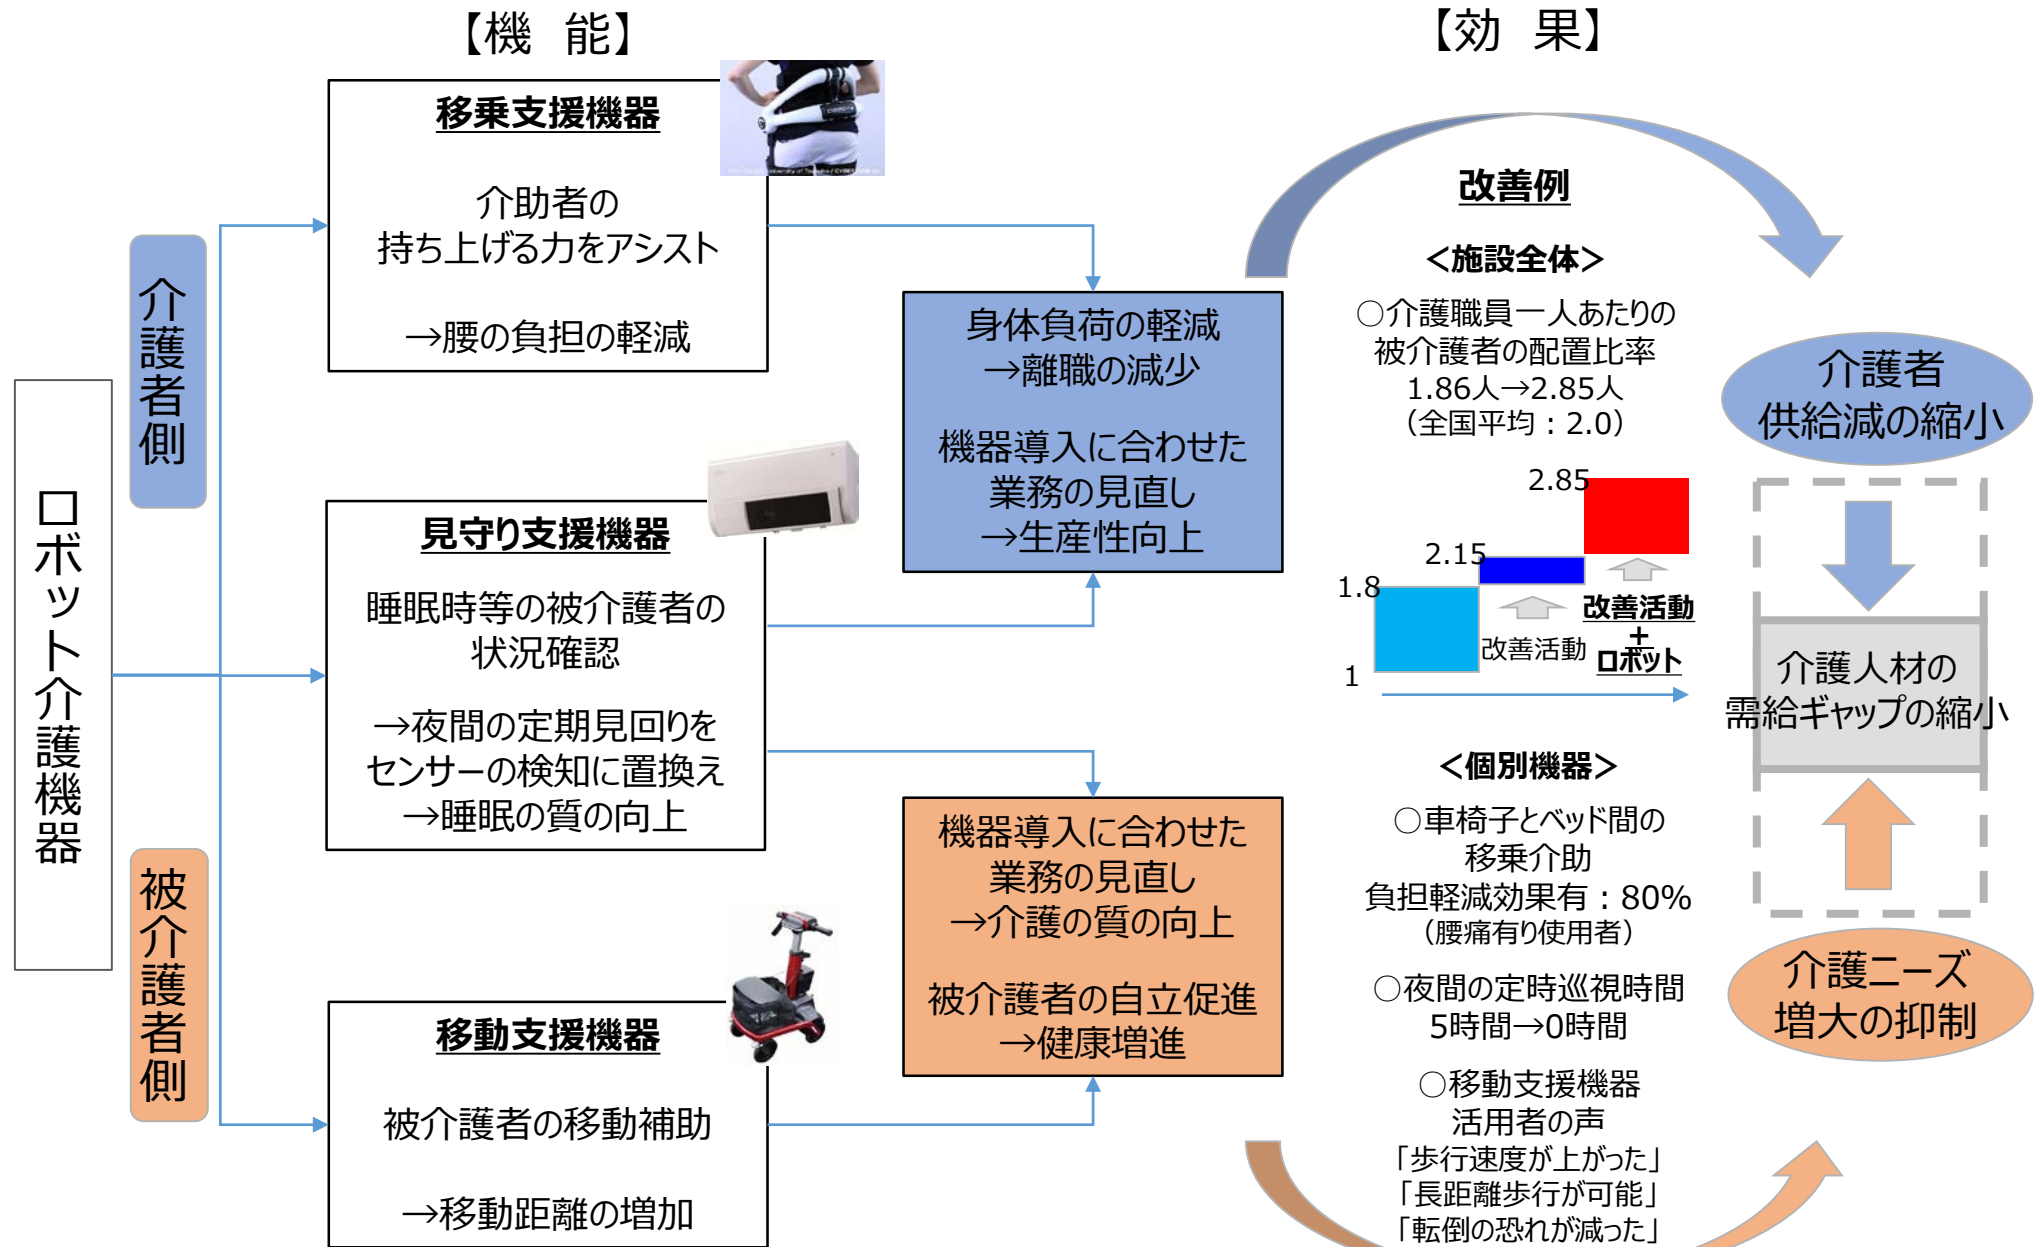 【機　能】
【効　果】
ロボット介護機器
介護者側
被介護者側
移乗支援機器
介助者の
持ち上げる力をアシスト
→腰の負担の軽減
見守り支援機器
睡眠時等の被介護者の
状況確認
→夜間の定期見回りを
センサーの検知に置換え
→睡眠の質の向上
移動支援機器
被介護者の移動補助
→移動距離の増加
身体負荷の軽減
→離職の減少
機器導入に合わせた
業務の見直し
→生産性向上
機器導入に合わせた
業務の見直し
→介護の質の向上
被介護者の自立促進
→健康増進
改善例
＜施設全体＞
○介護職員一人あたりの
被介護者の配置比率
1.86人→2.85人
（全国平均：2.0）
2.85
2.15
1.8
1
改善活動
改善活動
＋
ロボット
＜個別機器＞
○車椅子とベッド間の
移乗介助
負担軽減効果有：80%
（腰痛有り使用者）
○夜間の定時巡視時間
5時間→0時間
○移動支援機器
活用者の声
「歩行速度が上がった」
「長距離歩行が可能」
「転倒の恐れが減った」
介護者
供給減の縮小
介護人材の
需給ギャップの縮小
介護ニーズ
増大の抑制